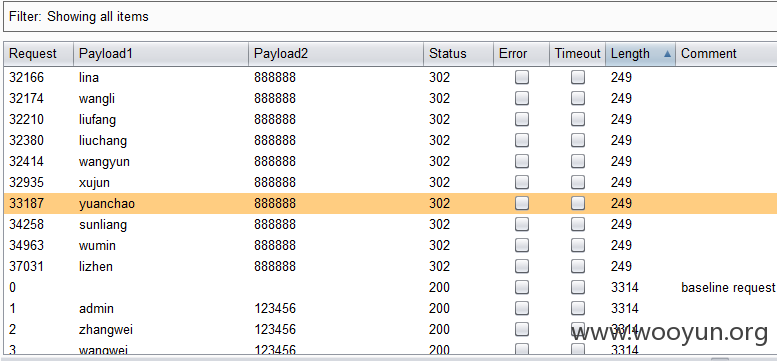 Filter: Showing all items
Request Payload1 Payload2 Status Error Timeout Length Comment
32166 lina 888888 302 249
32174 wangli 888888 302 249
32210 liufang 888888 302 249
32380 liuchang 888888 302 249
32414 wangyun 888888 302 249
32935 xujun 888888 302 249
33187 yuanchao 888888 302 249
34258 sunliang 888888 302 249
34963 wumin 888888 302 249
37031 lizhen 888888 302 249
0 200 3314 baseline request
1 admin 123456 200 3314
2 zhangwei 123456 200 3314
3 wangwei 123456 200 3314
www.wooyun.org